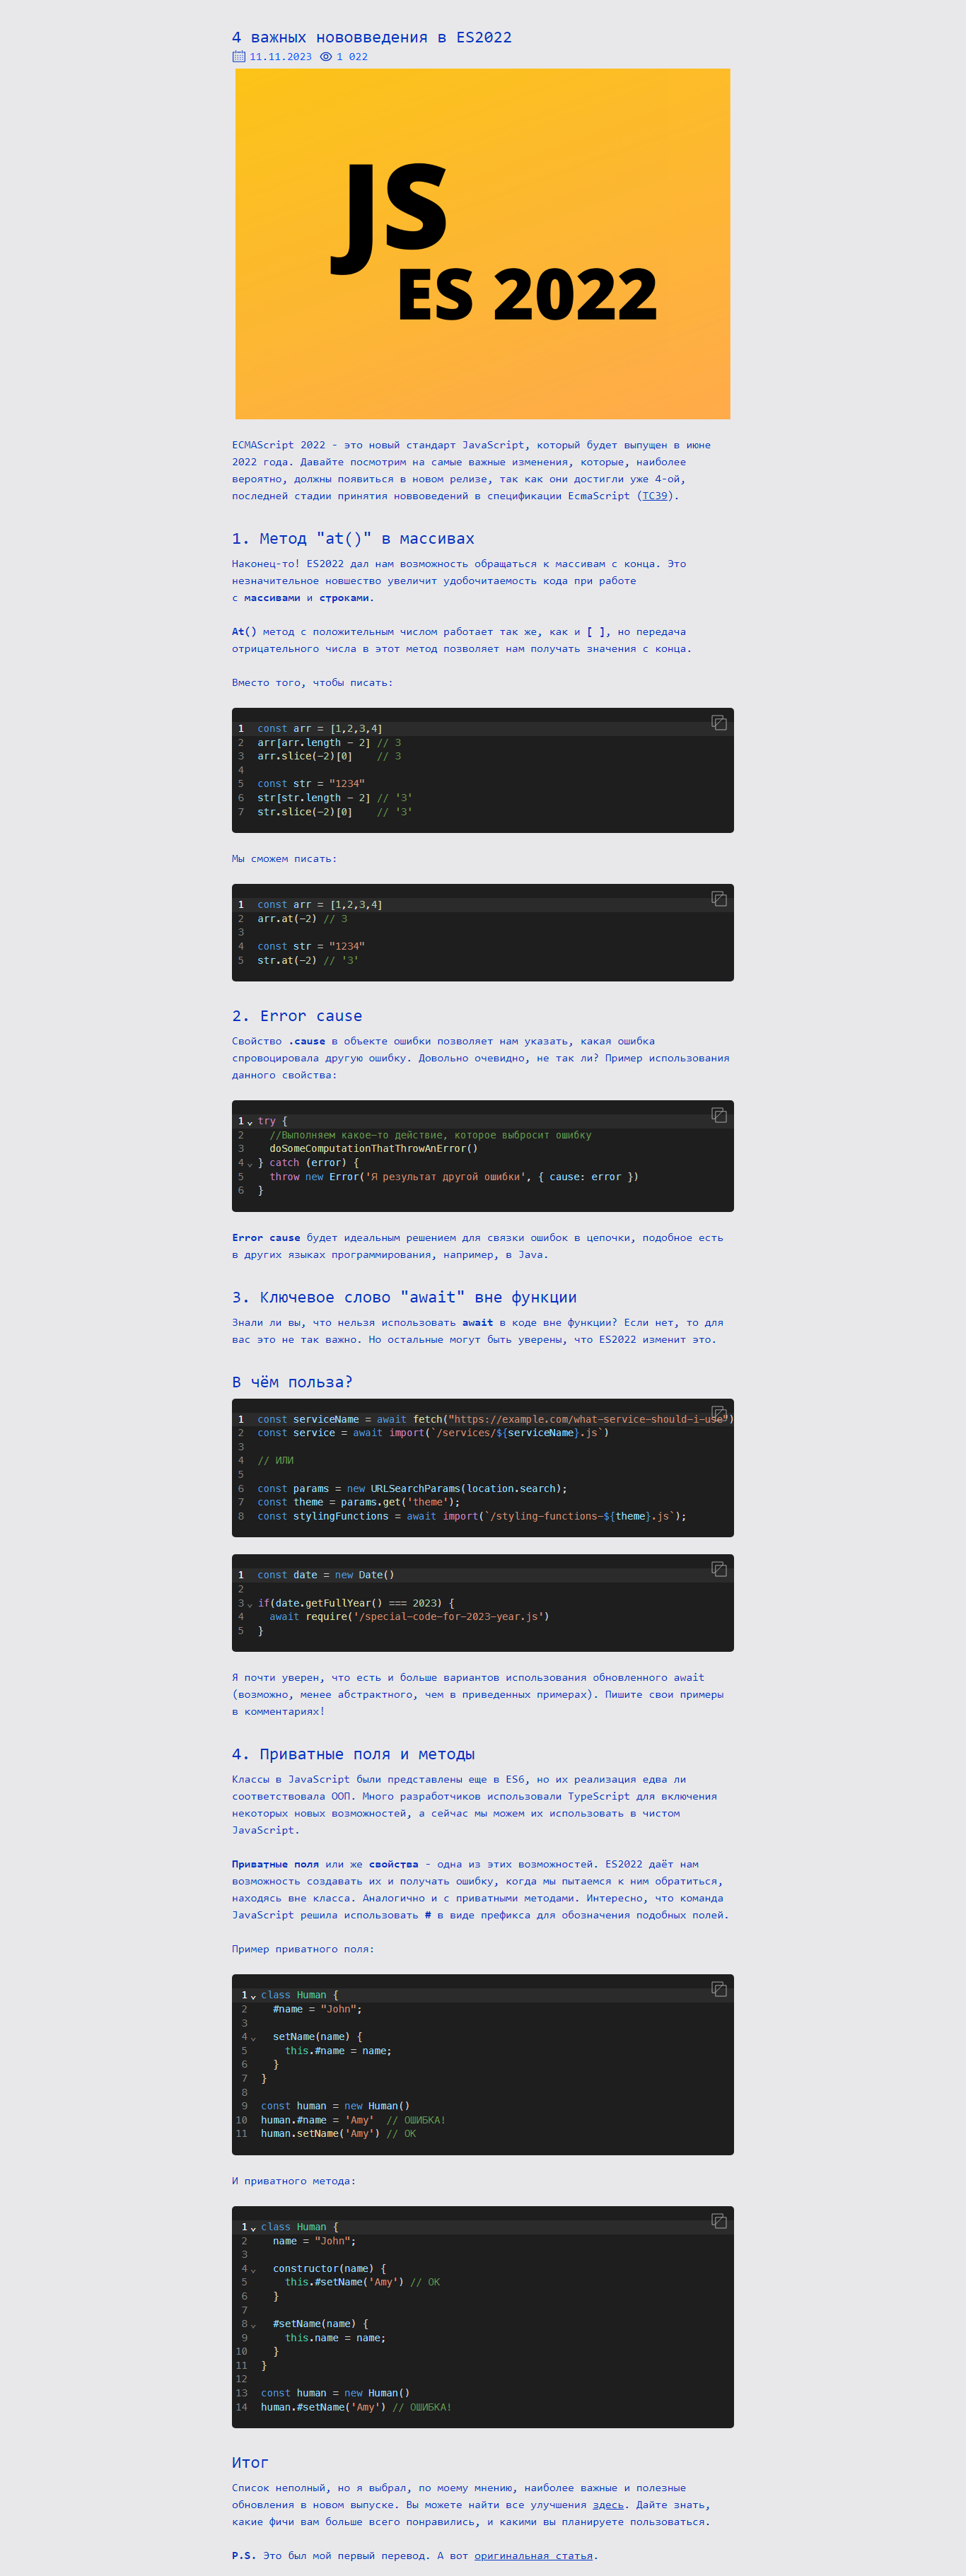 4 важных нововведения в ES2022
11.11.2023 1 022
JS
ES 2022
ECMAScript 2022 - это новый стандарт JavaScript, который будет выпущен в июне
2022 года. Давайте посмотрим на самые важные изменения, которые, наиболее
вероятно, должны появиться в новом релизе, так как они достигли уже 4-ой,
последней стадии принятия новововедений в спецификации EcmaScript (TC39).
1. Метод "at()" в массивах
Наконец-то! ES2022 дал нам возможность обращаться к массивам с конца. Это
незначительное новшество увеличит удобочитаемость кода при работе
с массивами и строками.
At() метод с положительным числом работает так же, как и [ ], но передача
отрицательного числа в этот метод позволяет нам получать значения с конца.
Вместо того, чтобы писать:
1 const arr = [1,2,3,4]
2 arr[arr.length - 2] // 3
3 arr.slice(-2)[0]    // 3
4
5 const str = "1234"
6 str[str.length - 2] // '3'
7 str.slice(-2)[0]    // '3'
Мы сможем писать:
1 const arr = [1,2,3,4]
2 arr.at(-2) // 3
3
4 const str = "1234"
5 str.at(-2) // '3'
2. Error cause
Свойство .cause в объекте ошибки позволяет нам указать, какая ошибка
спровоцировала другую ошибку. Довольно очевидно, не так ли? Пример использования
данного свойства:
1 try {
2   //Выполняем какое-то действие, которое выбросит ошибку
3   doSomeComputationThatThrowAnError()
4 } catch (error) {
5   throw new Error('Я результат другой ошибки', { cause: error })
6 }
Error cause будет идеальным решением для связки ошибок в цепочки, подобное есть
в других языках программирования, например, в Java.
3. Ключевое слово "await" вне функции
Знали ли вы, что нельзя использовать await в коде вне функции? Если нет, то для
вас это не так важно. Но остальные могут быть уверены, что ES2022 изменит это.
В чём польза?
1 const serviceName = await fetch("https://example.com/what-service-should-i-use")
2 const service = await import(`/services/${serviceName}.js`)
3
4 // ИЛИ
5
6 const params = new URLSearchParams(location.search);
7 const theme = params.get('theme');
8 const stylingFunctions = await import(`/styling-functions-${theme}.js`);
1 const date = new Date()
2
3 if(date.getFullYear() === 2023) {
4   await require('/special-code-for-2023-year.js')
5 }
Я почти уверен, что есть и больше вариантов использования обновленного await
(возможно, менее абстрактного, чем в приведенных примерах). Пишите свои примеры
в комментариях!
4. Приватные поля и методы
Классы в JavaScript были представлены еще в ES6, но их реализация едва ли
соответствовала ООП. Много разработчиков использовали TypeScript для включения
некоторых новых возможностей, а сейчас мы можем их использовать в чистом
JavaScript.
Приватные поля или же свойства - одна из этих возможностей. ES2022 даёт нам
возможность создавать их и получать ошибку, когда мы пытаемся к ним обратиться,
находясь вне класса. Аналогично и с приватными методами. Интересно, что команда
JavaScript решила использовать # в виде префикса для обозначения подобных полей.
Пример приватного поля:
1 class Human {
2   #name = "John";
3
4   setName(name) {
5     this.#name = name;
6   }
7 }
8
9 const human = new Human()
10 human.#name = 'Amy'  // ОШИБКА!
11 human.setName('Amy') // OK
И приватного метода:
1 class Human {
2   name = "John";
3
4   constructor(name) {
5     this.#setName('Amy') // OK
6   }
7
8   #setName(name) {
9     this.name = name;
10   }
11 }
12
13 const human = new Human()
14 human.#setName('Amy') // ОШИБКА!
Итог
Список неполный, но я выбрал, по моему мнению, наиболее важные и полезные
обновления в новом выпуске. Вы можете найти все улучшения здесь. Дайте знать,
какие фичи вам больше всего понравились, и какими вы планируете пользоваться.
P.S. Это был мой первый перевод. А вот оригинальная статья.